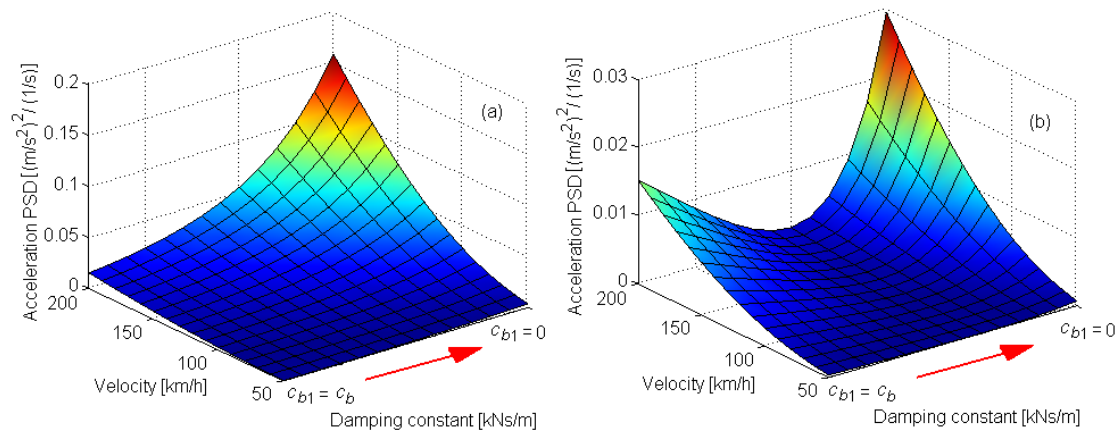 Acceleration PSD [(m/s²)²/ (1/s)]
0.2
0.15
0.1
0.05
0
200
150
100
50
Velocity [km/h]
(a)
c_b1 = 0
c_b1 = c_b
Damping constant [kNs/m]
Acceleration PSD [(m/s²)²/ (1/s)]
0.03
0.02
0.01
0
200
150
100
50
Velocity [km/h]
(b)
c_b1 = 0
c_b1 = c_b
Damping constant [kNs/m]